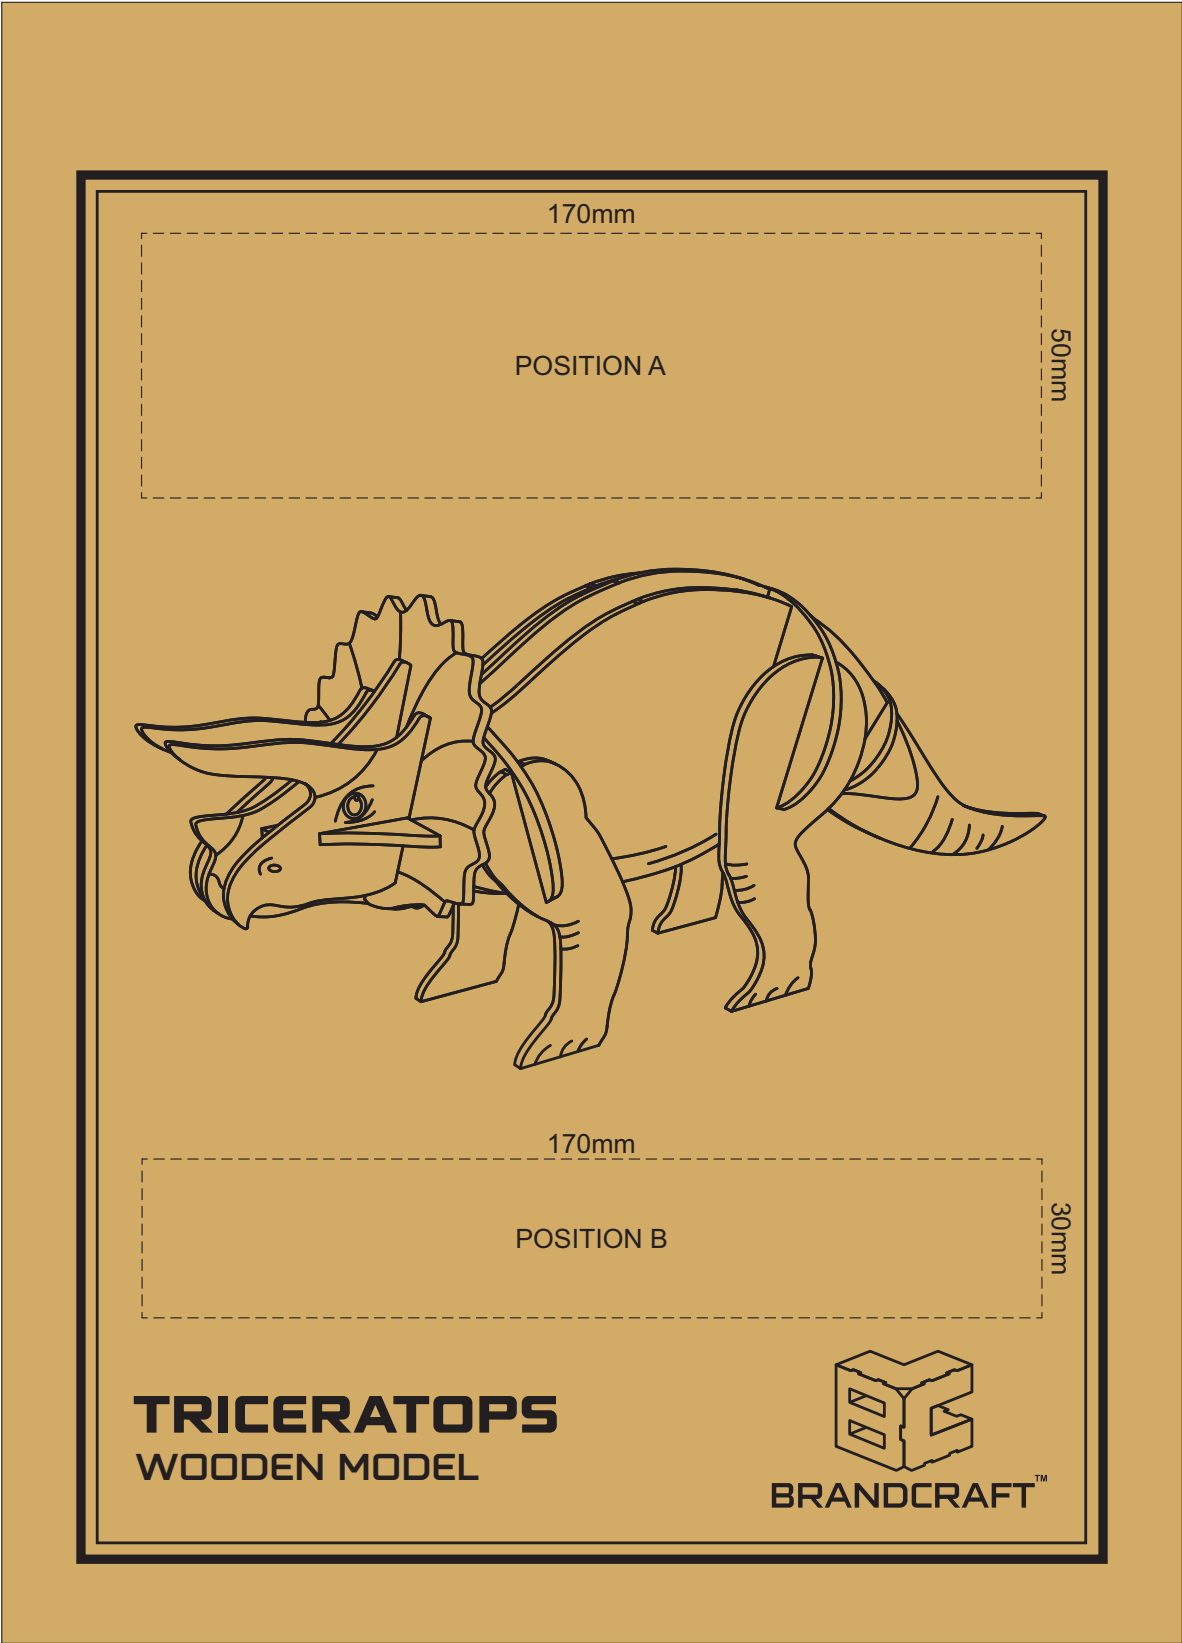 170mm
50mm
POSITION A
170mm
30mm
POSITION B
TRICERATOPS
WOODEN MODEL
BRANDCRAFT™